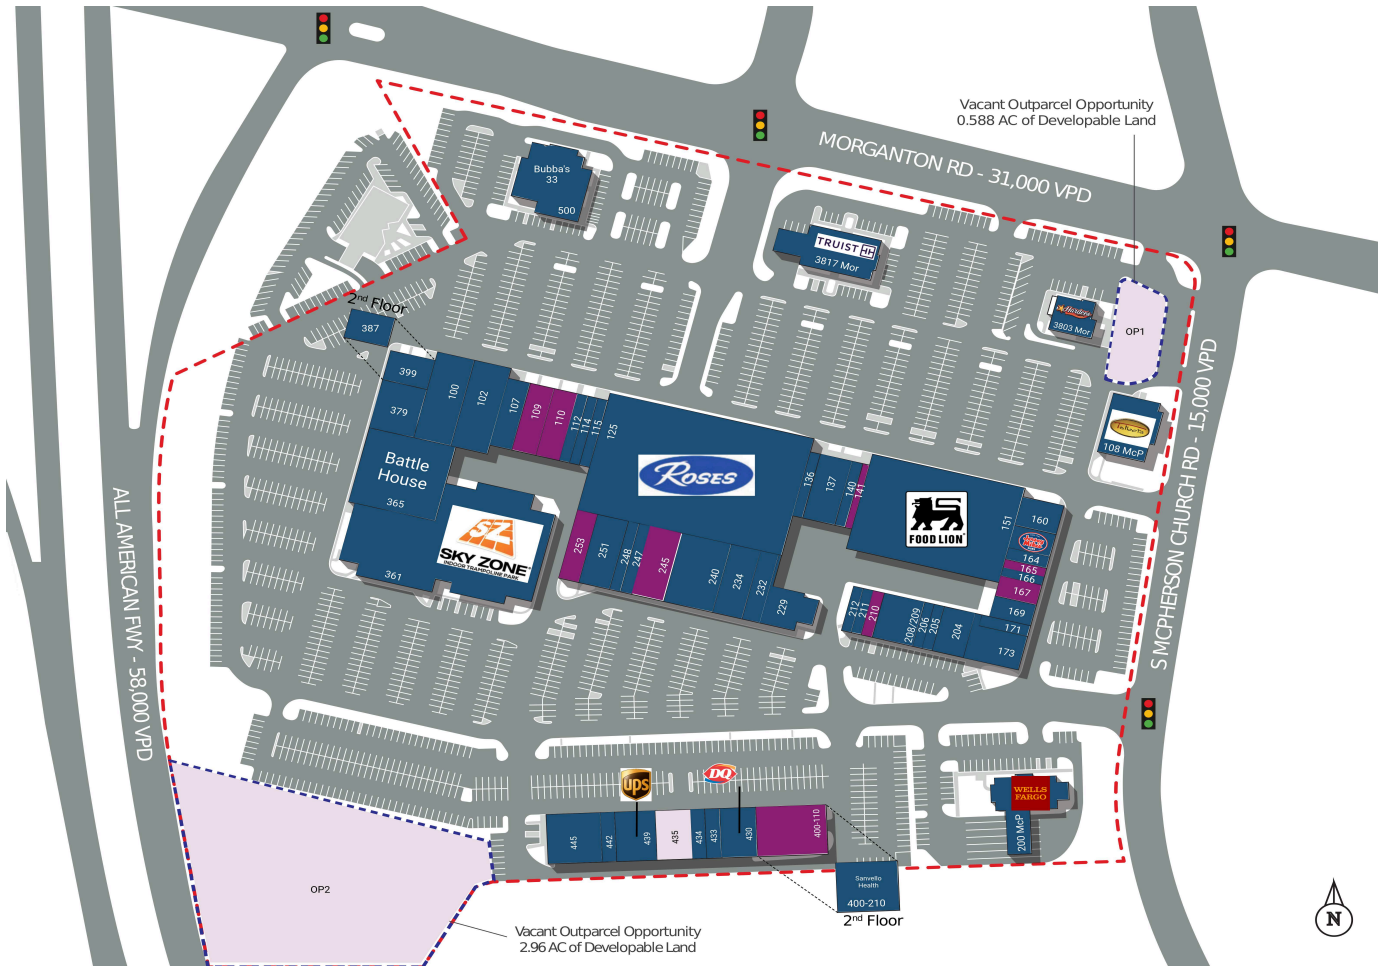 Vacant Outparcel Opportunity
0.588 AC of Developable Land
MORGANTON RD - 31,000 VPD
Bubba's
33
500
TRUIST
3817 Mor
Hardees
3803 Mor
OP1
2nd Floor
387
399
379
100
102
107
109
110
112
114
115
125
ROSES
136
137
140
141
FOOD LION
151
160
164
165
166
167
169
171
173
108 McP
Battle
House
365
SZ
SKY ZONE
INDOOR TRAMPOLINE PARK
361
253
251
248
247
245
240
234
232
229
212
211
210
208/209
206
205
204
S MCPHERSON CHURCH RD - 15,000 VPD
ALL AMERICAN FWY - 58,000 VPD
ups
DQ
445
442
439
435
434
433
430
400-110
WELLS
FARGO
200 McP
Sanvello
Health
400-210
2nd Floor
OP2
Vacant Outparcel Opportunity
2.96 AC of Developable Land
N